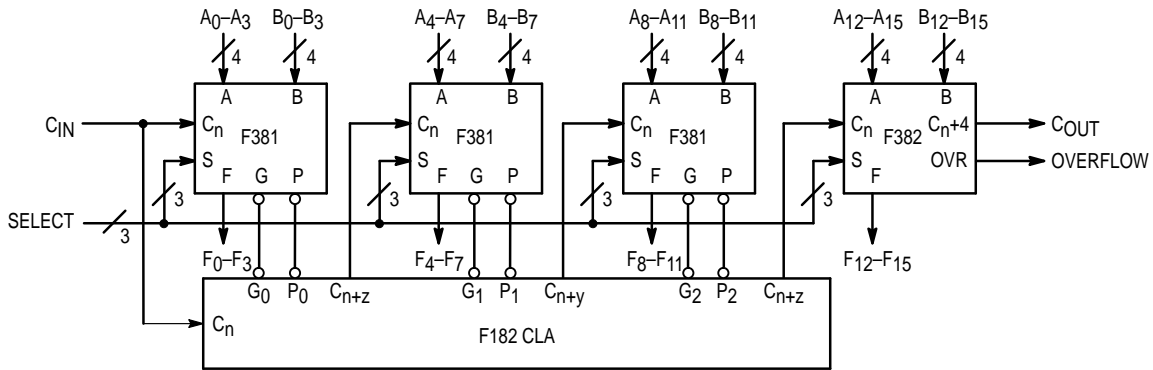 A0–A3 B0–B3 A4–A7 B4–B7 A8–A11 B8–B11 A12–A15 B12–B15
4 4 4 4 4 4 4 4
A B A B A B A B
CIN Cn F381 Cn F381 Cn F381 Cn F382 Cn+4 COUT
S S S S OVR OVERFLOW
F G P F G P F G P F
3 3 3 3
SELECT 3
F0–F3 F4–F7 F8–F11 F12–F15
G0 P0 Cn+z G1 P1 Cn+y G2 P2 Cn+z
Cn F182 CLA